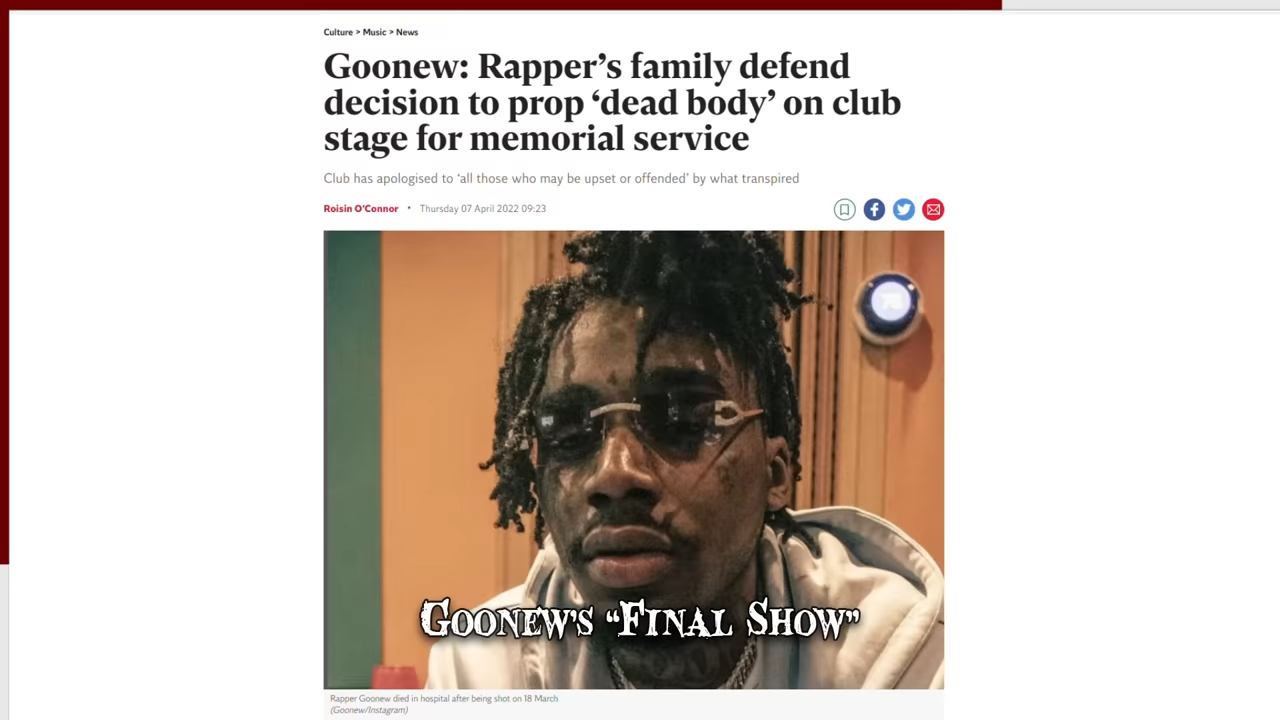 Culture > Music > News
Goonew: Rapper's family defend
decision to prop ‘dead body’ on club
stage for memorial service
Club has apologised to ‘all those who may be upset or offended’ by what transpired
Roisin O'Connor • Thursday 07 April 2022 09:23
Goonew's “Final Show”
Rapper Goonew died in hospital after being shot on 18 March
(Goonew/Instagram)